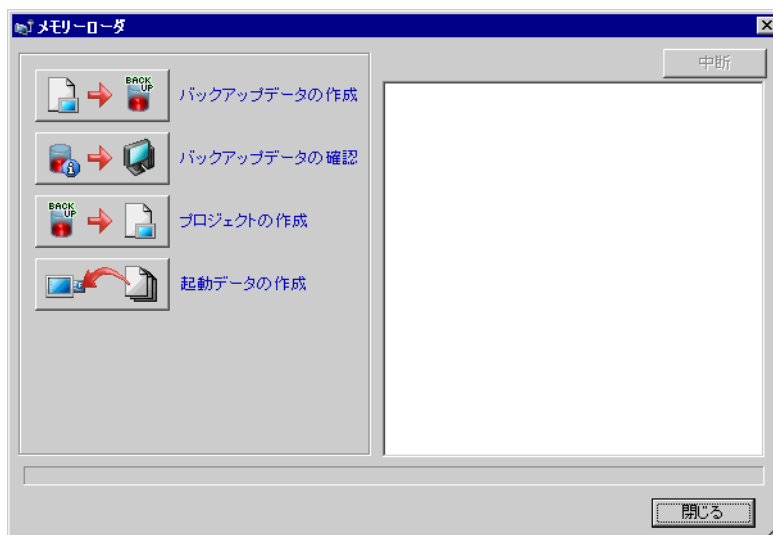 メモリーローダ
中断
BACK
UP
バックアップデータの作成
バックアップデータの確認
BACK
UP
プロジェクトの作成
起動データの作成
閉じる